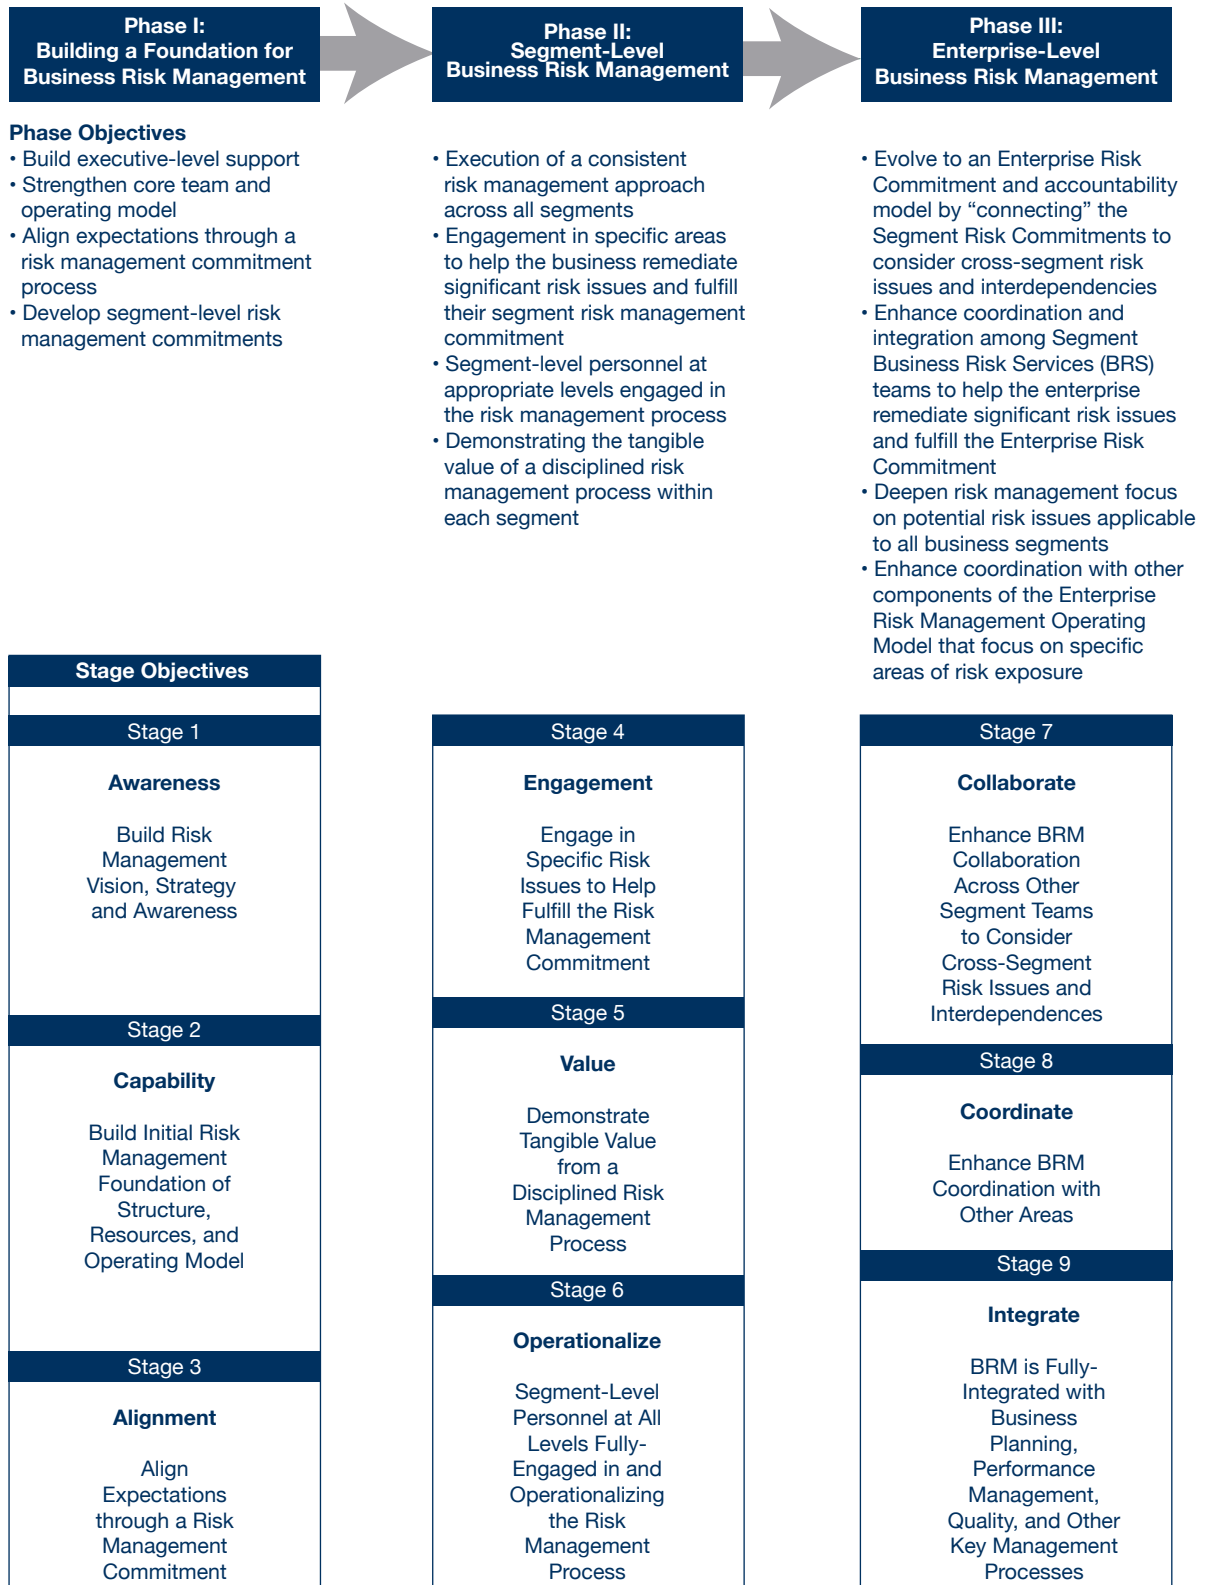 Phase I:
Building a Foundation for
Business Risk Management
Phase II:
Segment-Level
Business Risk Management
Phase III:
Enterprise-Level
Business Risk Management
Phase Objectives
• Build executive-level support
• Strengthen core team and
operating model
• Align expectations through a
risk management commitment
process
• Develop segment-level risk
management commitments
• Execution of a consistent
risk management approach
across all segments
• Engagement in specific areas
to help the business remediate
significant risk issues and fulfill
their segment risk management
commitment
• Segment-level personnel at
appropriate levels engaged in
the risk management process
• Demonstrating the tangible
value of a disciplined risk
management process within
each segment
• Evolve to an Enterprise Risk
Commitment and accountability
model by “connecting” the
Segment Risk Commitments to
consider cross-segment risk
issues and interdependencies
• Enhance coordination and
integration among Segment
Business Risk Services (BRS)
teams to help the enterprise
remediate significant risk issues
and fulfill the Enterprise Risk
Commitment
• Deepen risk management focus
on potential risk issues applicable
to all business segments
• Enhance coordination with other
components of the Enterprise
Risk Management Operating
Model that focus on specific
areas of risk exposure
Stage Objectives
Stage 1
Awareness
Build Risk
Management
Vision, Strategy
and Awareness
Stage 2
Capability
Build Initial Risk
Management
Foundation of
Structure,
Resources, and
Operating Model
Stage 3
Alignment
Align
Expectations
through a Risk
Management
Commitment
Stage 4
Engagement
Engage in
Specific Risk
Issues to Help
Fulfill the Risk
Management
Commitment
Stage 5
Value
Demonstrate
Tangible Value
from a
Disciplined Risk
Management
Process
Stage 6
Operationalize
Segment-Level
Personnel at All
Levels Fully-
Engaged in and
Operationalizing
the Risk
Management
Process
Stage 7
Collaborate
Enhance BRM
Collaboration
Across Other
Segment Teams
to Consider
Cross-Segment
Risk Issues and
Interdependences
Stage 8
Coordinate
Enhance BRM
Coordination with
Other Areas
Stage 9
Integrate
BRM is Fully-
Integrated with
Business
Planning,
Performance
Management,
Quality, and Other
Key Management
Processes